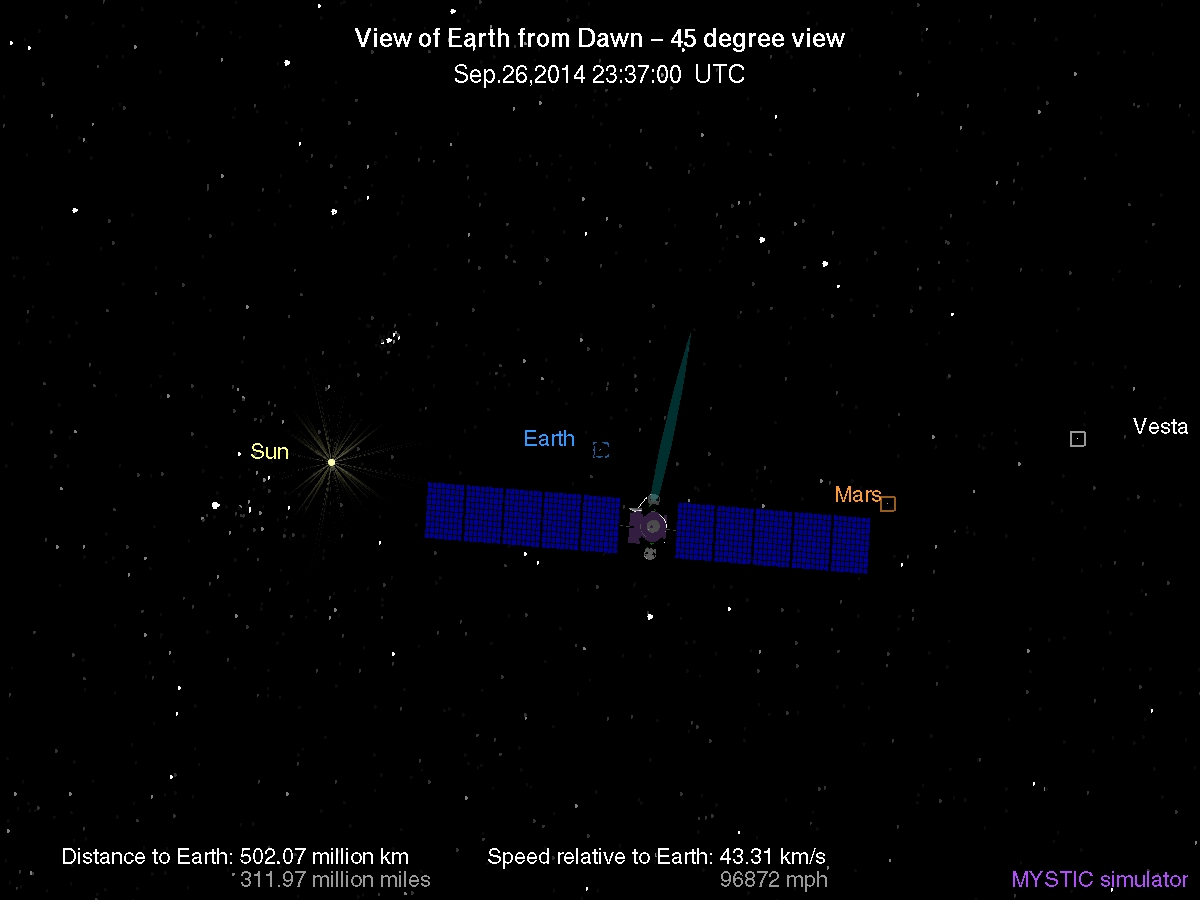 View of Earth from Dawn – 45 degree view
Sep.26,2014 23:37:00 UTC
Vesta
Earth
Sun
Mars
Distance to Earth: 502.07 million km
311.97 million miles
Speed relative to Earth: 43.31 km/s
96872 mph
MYSTIC simulator